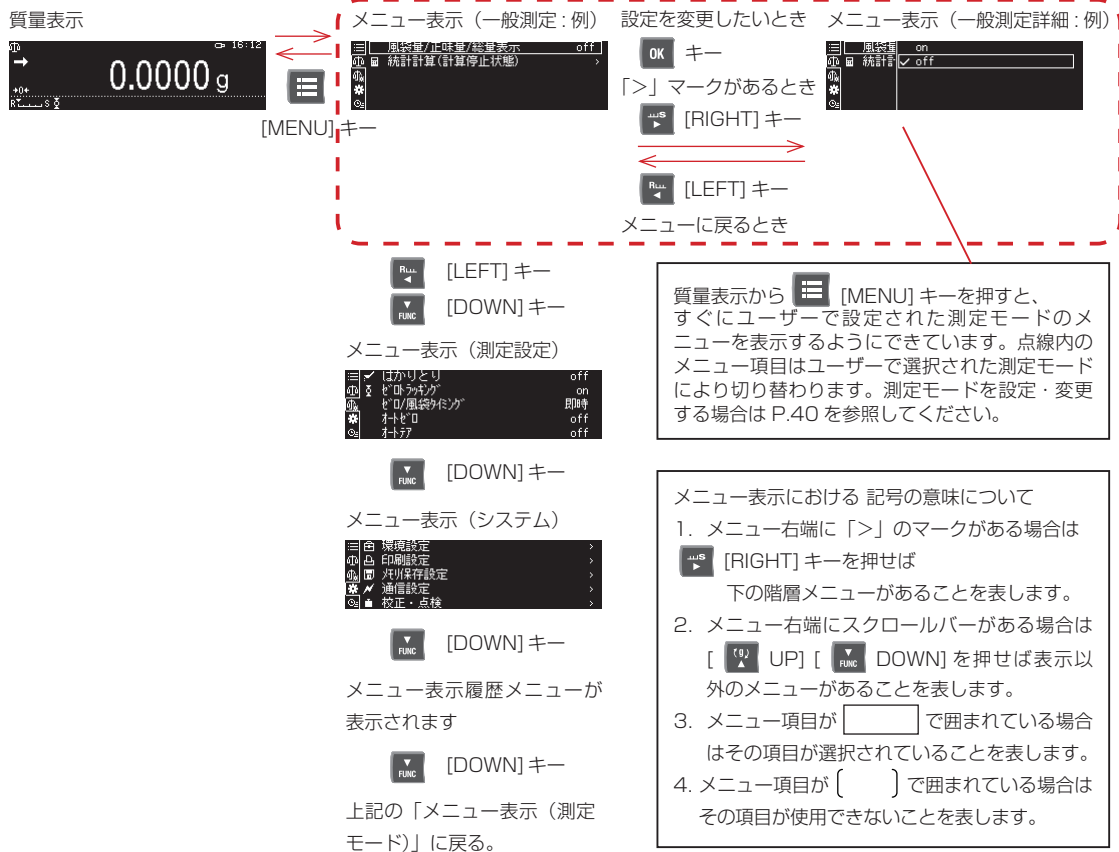 質量表示
16:12
0.0000 g
→0←
R S
[MENU] キー
メニュー表示（一般測定 : 例）
風袋量/正味量/総量表示 off
統計計算(計算停止状態) >
設定を変更したいとき
OK キー
「>」マークがあるとき
S [RIGHT] キー
R [LEFT] キー
メニューに戻るとき
メニュー表示（一般測定詳細 : 例）
風袋量 on
統計計 off
[LEFT] キー
FUNC [DOWN] キー
メニュー表示（測定設定）
はかりとり off
ゼロトラッキング on
ゼロ/風袋タイミング 即時
オートゼロ off
オートテア off
FUNC [DOWN] キー
メニュー表示（システム）
環境設定 >
印刷設定 >
メモリ保存設定 >
通信設定 >
校正・点検 >
FUNC [DOWN] キー
メニュー表示履歴メニューが
表示されます
FUNC [DOWN] キー
上記の「メニュー表示（測定
モード）」に戻る。
質量表示から [MENU] キーを押すと、
すぐにユーザーで設定された測定モードのメ
ニューを表示するようにできています。点線内の
メニュー項目はユーザーで選択された測定モード
により切り替わります。測定モードを設定・変更
する場合は P.40 を参照してください。
メニュー表示における 記号の意味について
1. メニュー右端に「>」のマークがある場合は
S [RIGHT] キーを押せば
下の階層メニューがあることを表します。
2. メニュー右端にスクロールバーがある場合は
[ UP] [ FUNC DOWN] を押せば表示以
外のメニューがあることを表します。
3. メニュー項目が で囲まれている場合
はその項目が選択されていることを表します。
4. メニュー項目が〔 〕で囲まれている場合は
その項目が使用できないことを表します。